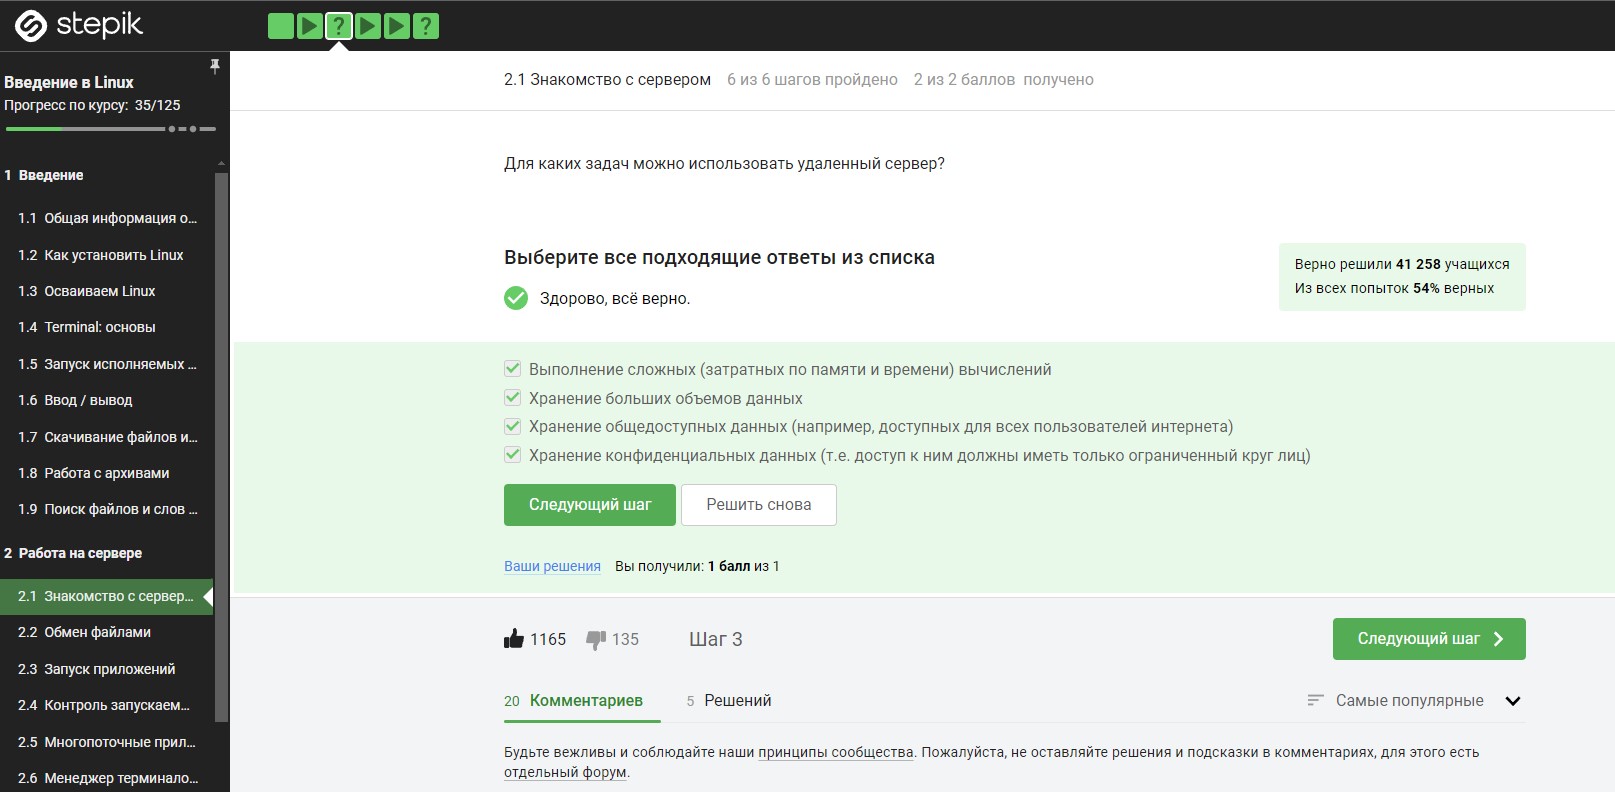 stepik
?
?
Введение в Linux
Прогресс по курсу: 35/125
1 Введение
1.1 Общая информация о...
1.2 Как установить Linux
1.3 Осваиваем Linux
1.4 Terminal: основы
1.5 Запуск исполняемых ...
1.6 Ввод / вывод
1.7 Скачивание файлов и...
1.8 Работа с архивами
1.9 Поиск файлов и слов ...
2 Работа на сервере
2.1 Знакомство с сервер...
2.2 Обмен файлами
2.3 Запуск приложений
2.4 Контроль запускаем...
2.5 Многопоточные прил...
2.6 Менеджер терминало...
2.1 Знакомство с сервером 6 из 6 шагов пройдено 2 из 2 баллов получено
Для каких задач можно использовать удаленный сервер?
Выберите все подходящие ответы из списка
Здорово, всё верно.
Верно решили 41 258 учащихся
Из всех попыток 54% верных
Выполнение сложных (затратных по памяти и времени) вычислений
Хранение больших объемов данных
Хранение общедоступных данных (например, доступных для всех пользователей интернета)
Хранение конфиденциальных данных (т.е. доступ к ним должны иметь только ограниченный круг лиц)
Следующий шаг Решить снова
Ваши решения Вы получили: 1 балл из 1
1165 135 Шаг 3 Следующий шаг
20 Комментариев 5 Решений Самые популярные
Будьте вежливы и соблюдайте наши принципы сообщества. Пожалуйста, не оставляйте решения и подсказки в комментариях, для этого есть
отдельный форум.